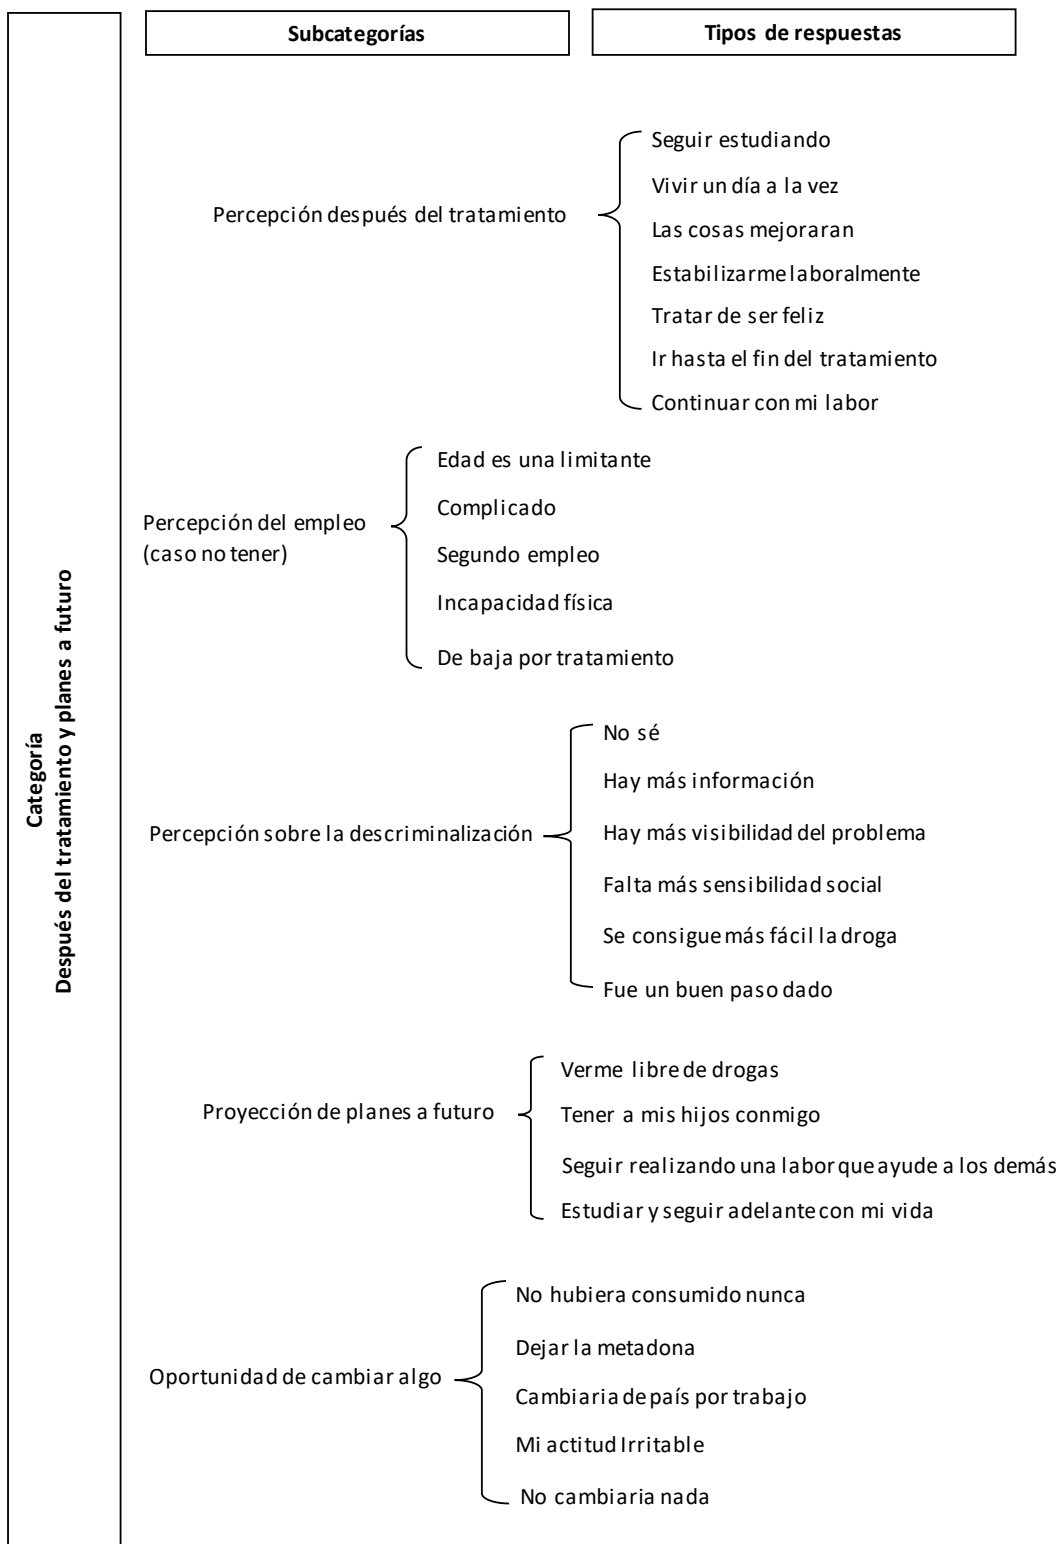 Subcategorías
Tipos de respuestas
Categoría
Después del tratamiento y planes a futuro
Percepción después del tratamiento
Seguir estudiando
Vivir un día a la vez
Las cosas mejoraran
Estabilizarme laboralmente
Tratar de ser feliz
Ir hasta el fin del tratamiento
Continuar con mi labor
Percepción del empleo
(caso no tener)
Edad es una limitante
Complicado
Segundo empleo
Incapacidad física
De baja por tratamiento
Percepción sobre la descriminalización
No sé
Hay más información
Hay más visibilidad del problema
Falta más sensibilidad social
Se consigue más fácil la droga
Fue un buen paso dado
Proyección de planes a futuro
Verme libre de drogas
Tener a mis hijos conmigo
Seguir realizando una labor que ayude a los demás
Estudiar y seguir adelante con mi vida
Oportunidad de cambiar algo
No hubiera consumido nunca
Dejar la metadona
Cambiaria de país por trabajo
Mi actitud Irritable
No cambiaria nada